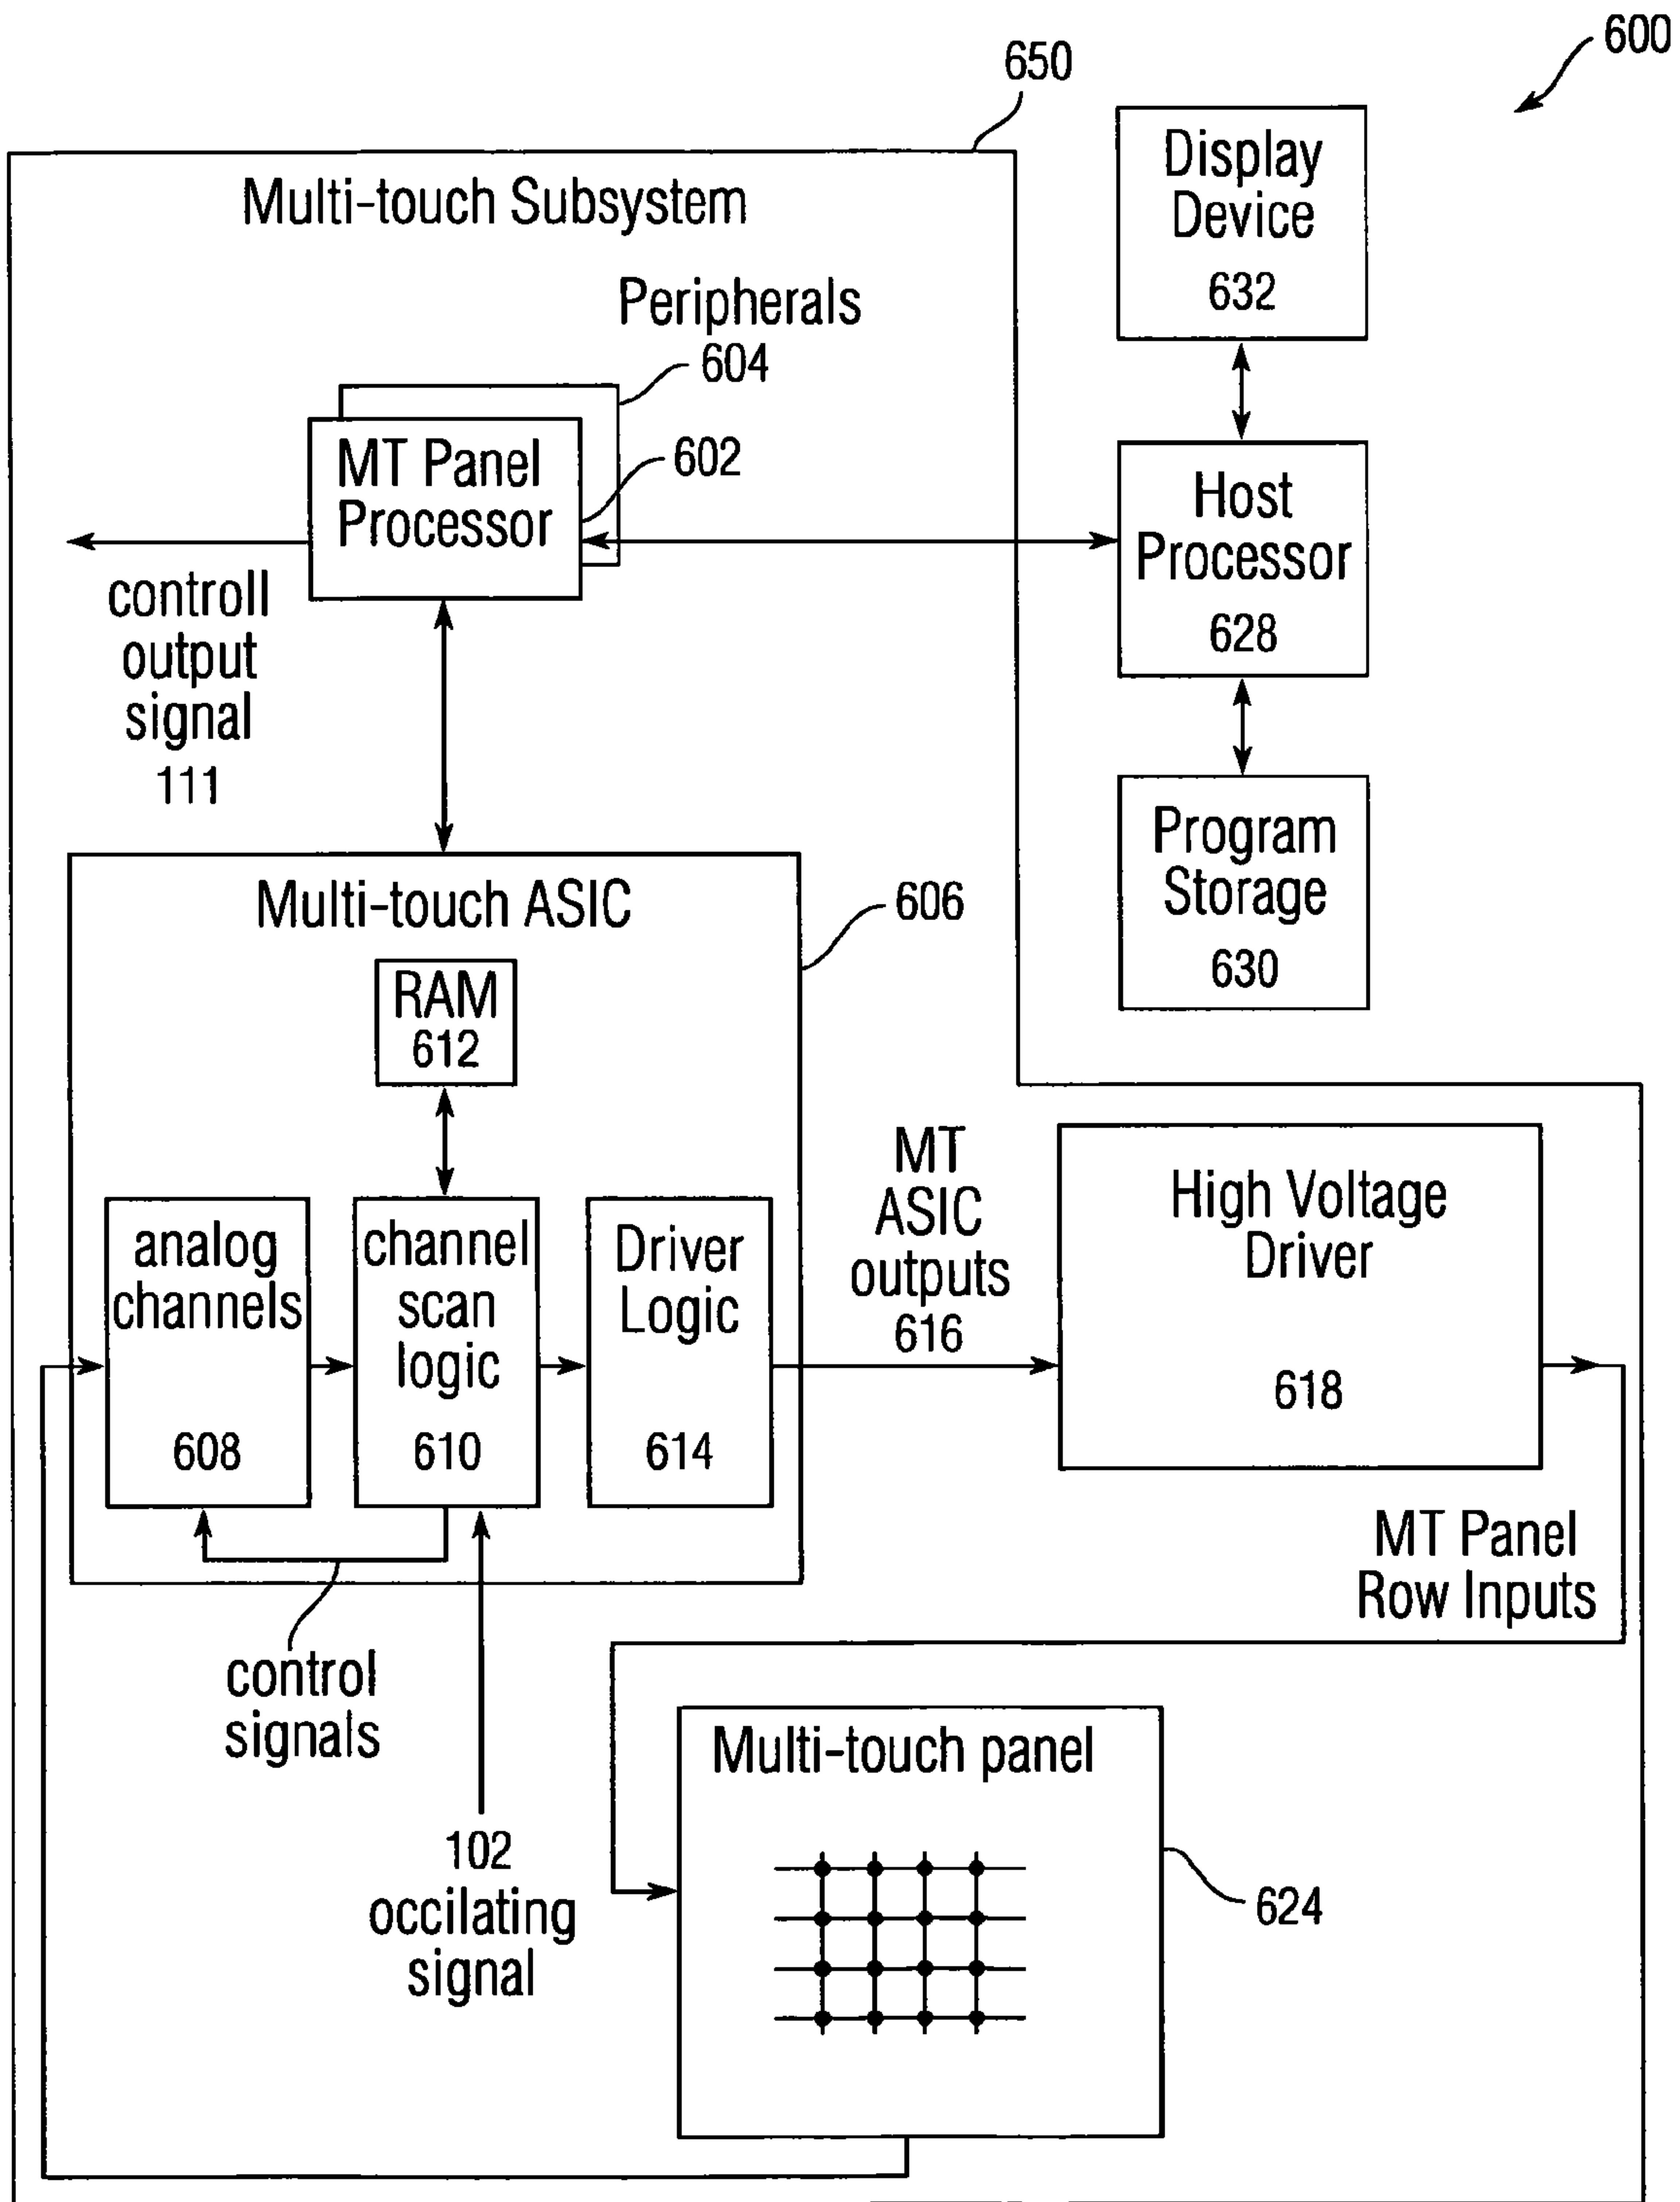 600
650
Multi-touch Subsystem
Display
Device
632
Peripherals
604
MT Panel
Processor
602
Host
Processor
628
controll
output
signal
111
Program
Storage
630
Multi-touch ASIC
606
RAM
612
analog
channels
608
channel
scan
logic
610
Driver
Logic
614
MT
ASIC
outputs
616
High Voltage
Driver
618
MT Panel
Row Inputs
control
signals
102
occilating
signal
Multi-touch panel
624